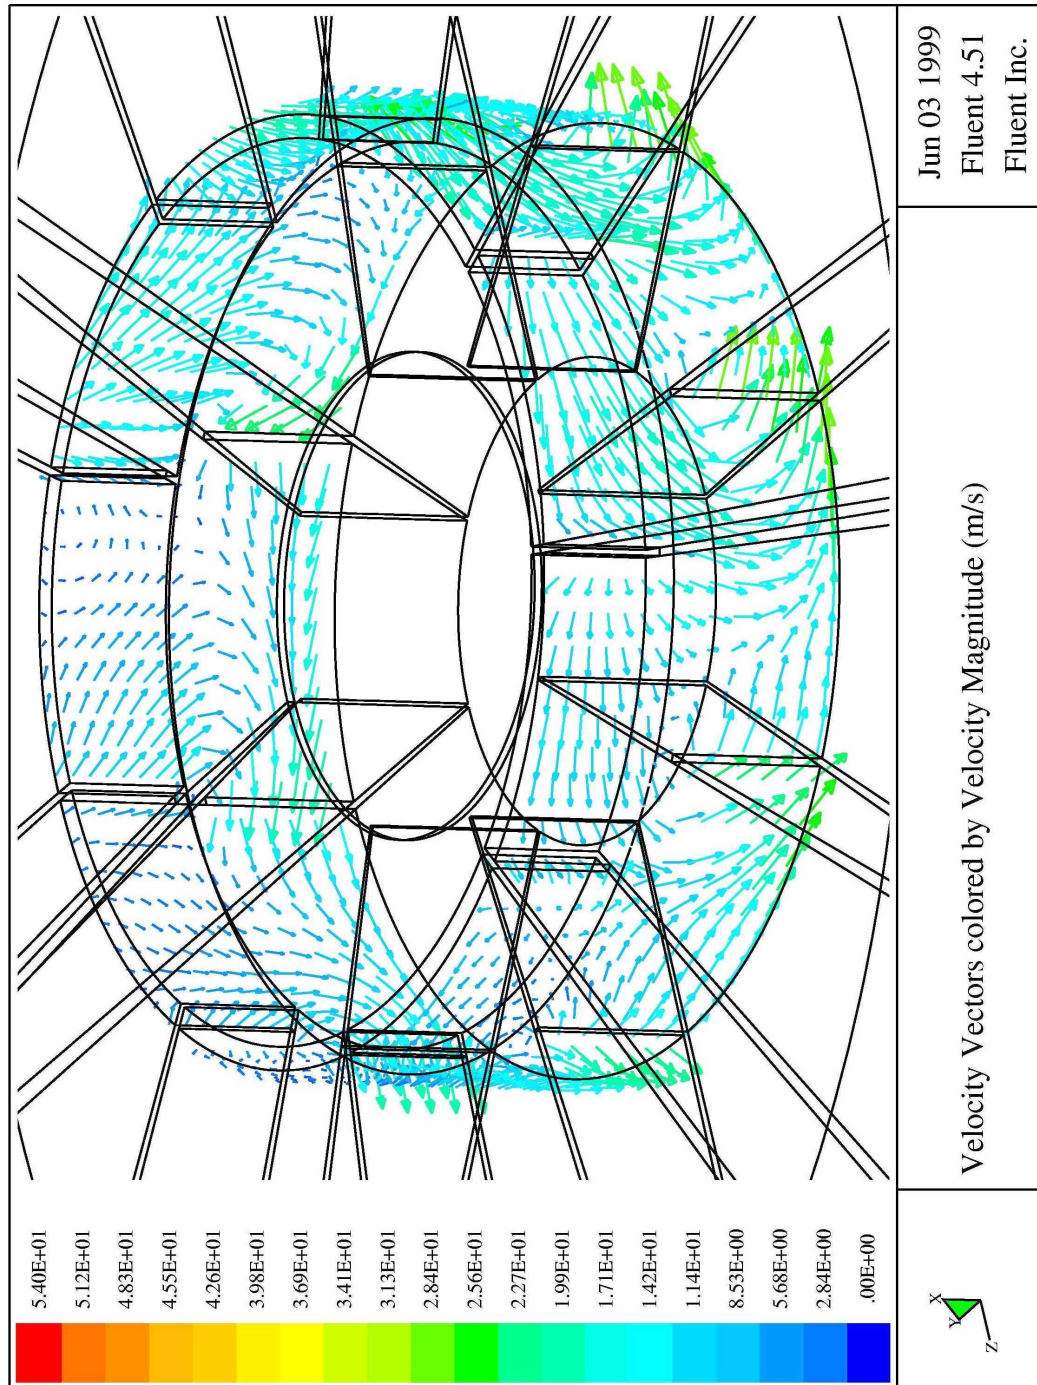 5.40E+01
5.12E+01
4.83E+01
4.55E+01
4.26E+01
3.98E+01
3.69E+01
3.41E+01
3.13E+01
2.84E+01
2.56E+01
2.27E+01
1.99E+01
1.71E+01
1.42E+01
1.14E+01
8.53E+00
5.68E+00
2.84E+00
.00E+00
Y
X
Z
Velocity Vectors colored by Velocity Magnitude (m/s)
Jun 03 1999
Fluent 4.51
Fluent Inc.